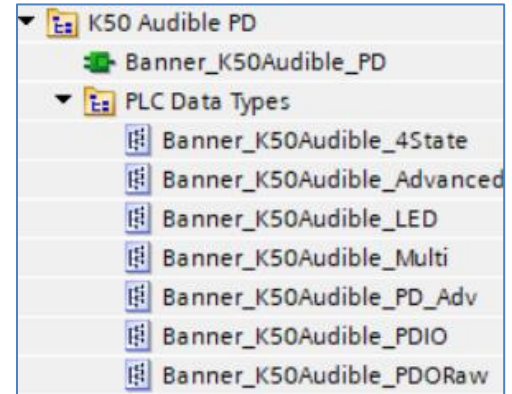 K50 Audible PD
Banner_K50Audible_PD
PLC Data Types
Banner_K50Audible_4State
Banner_K50Audible_Advanced
Banner_K50Audible_LED
Banner_K50Audible_Multi
Banner_K50Audible_PD_Adv
Banner_K50Audible_PDIO
Banner_K50Audible_PDORaw